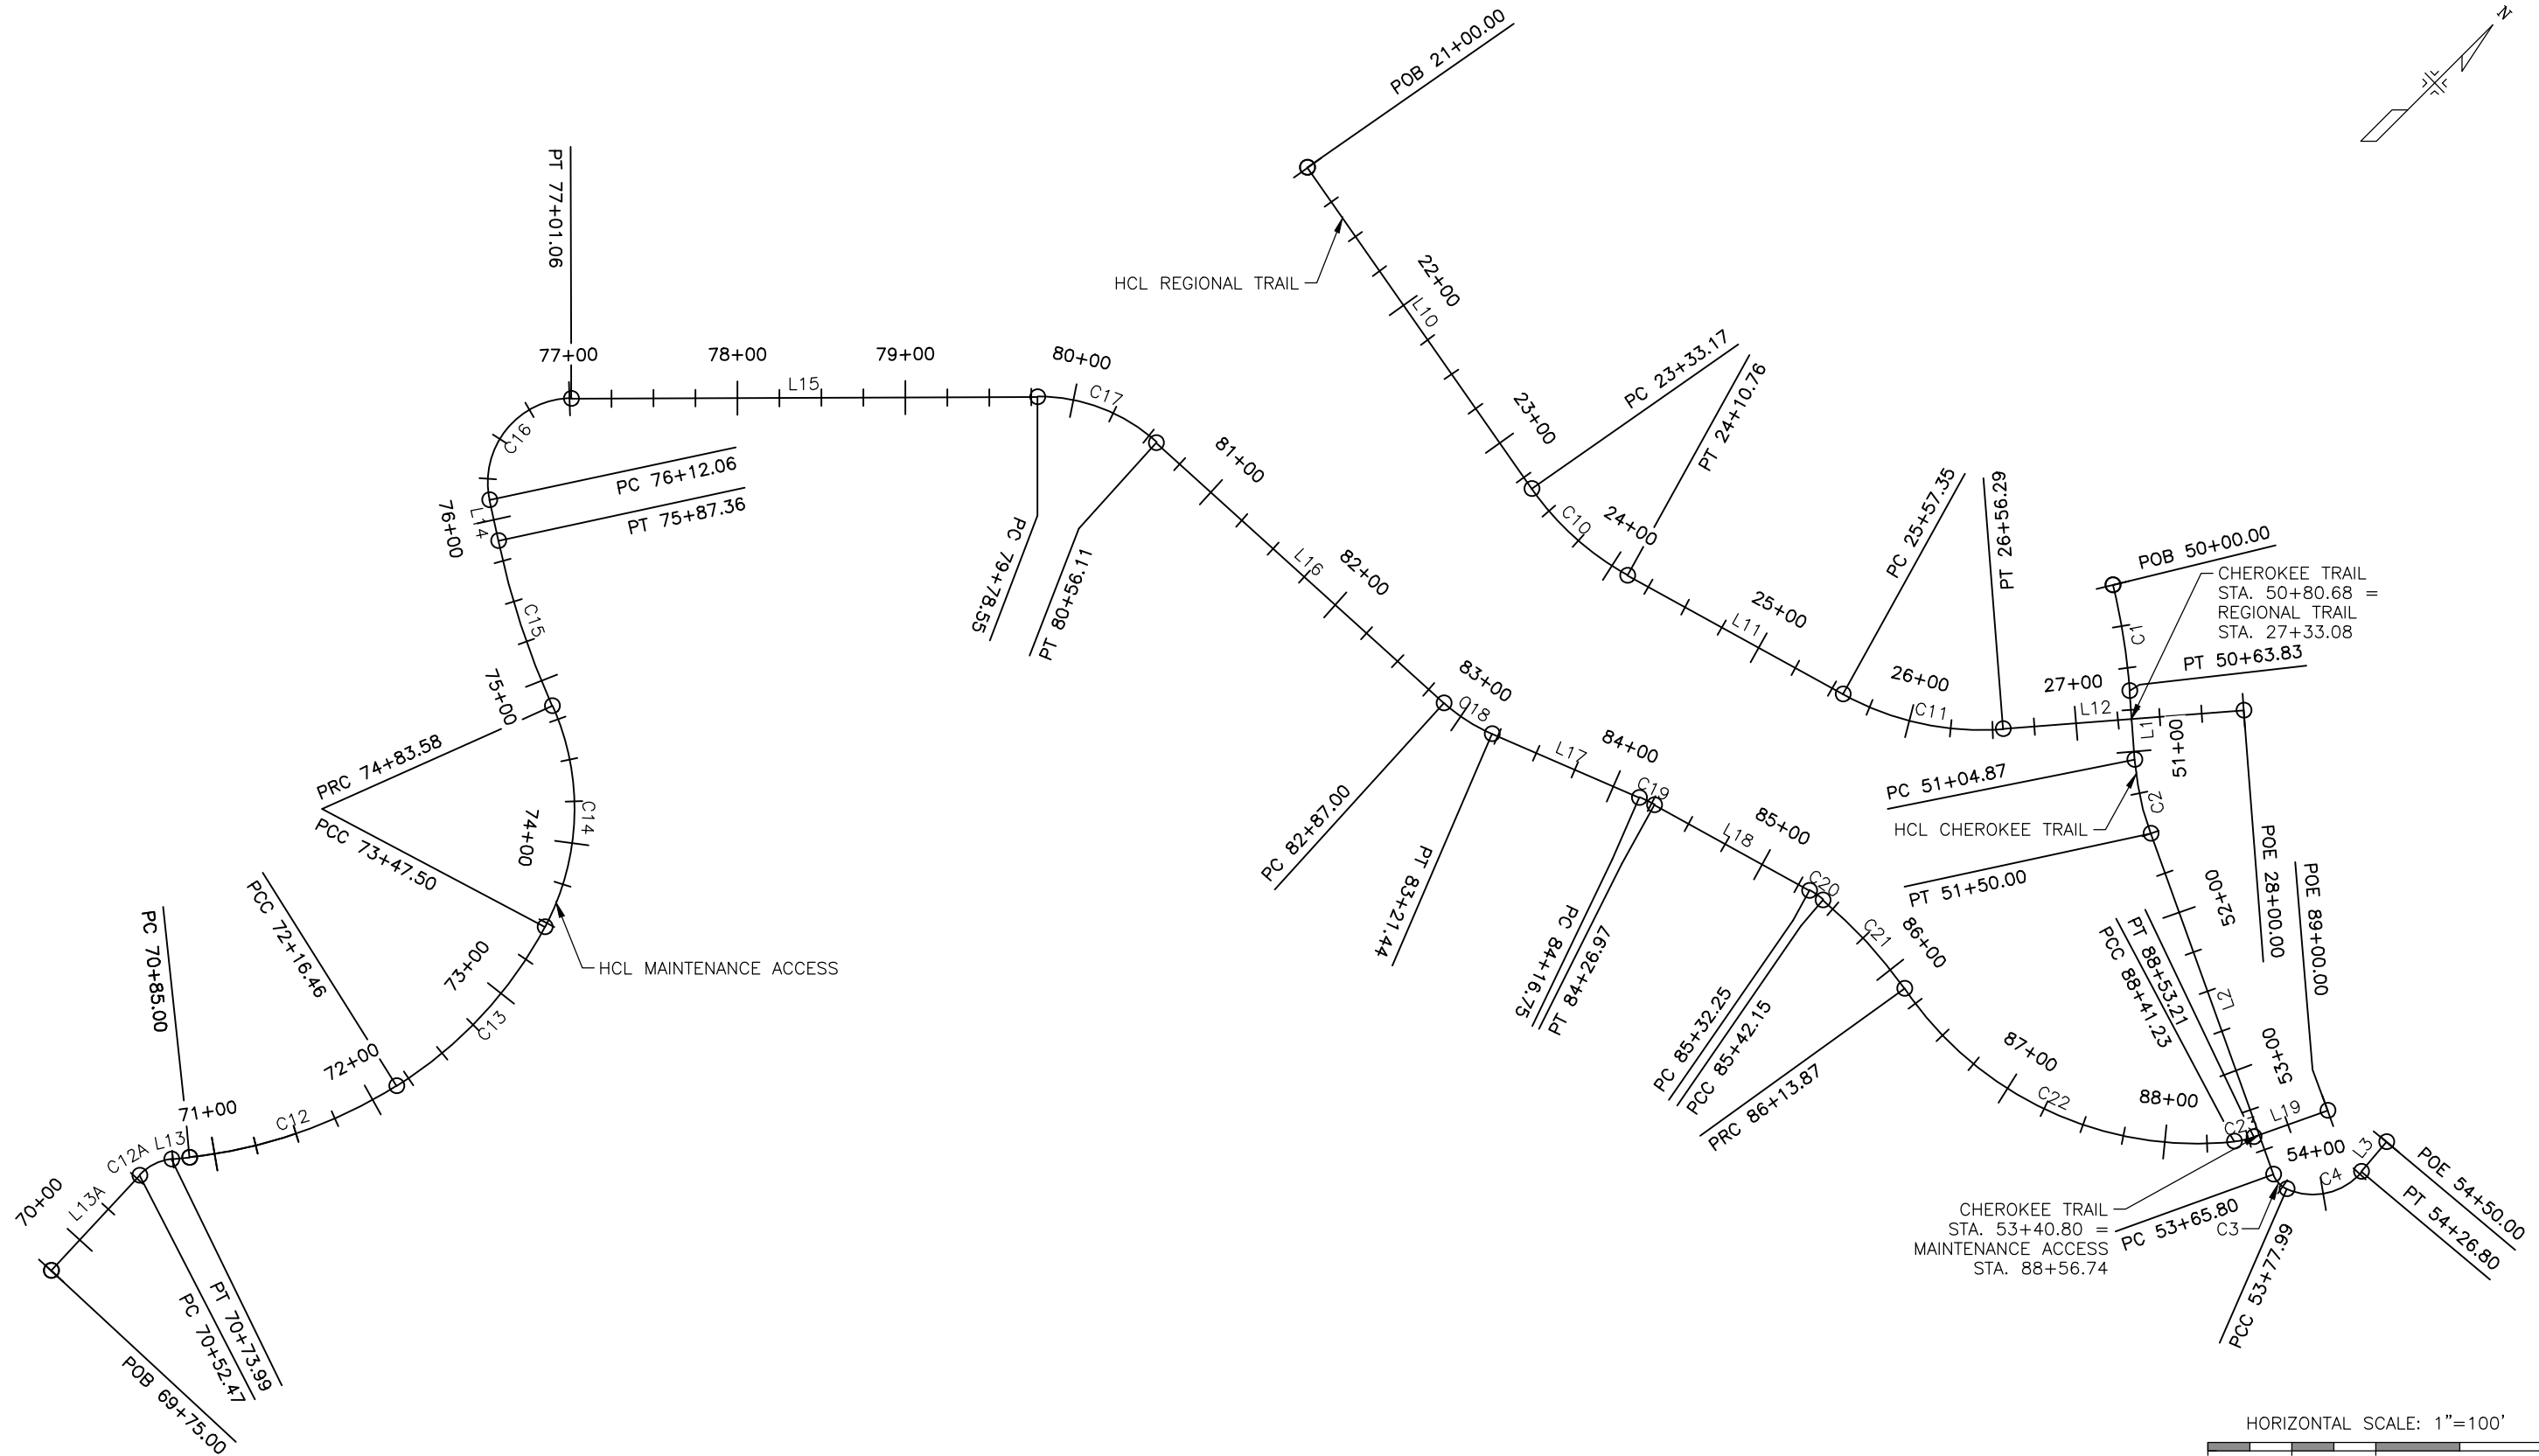 N
POB 21+00.00
HCL REGIONAL TRAIL
22+00
L10
23+00
PC 23+33.17
PT 24+10.76
C10
24+00
L11
25+00
PC 25+57.35
PT 26+56.29
26+00
C11
27+00
L12
POB 50+00.00
CHEROKEE TRAIL
STA. 50+80.68 =
REGIONAL TRAIL
STA. 27+33.08
C1
PT 50+63.83
L1
51+00
PC 51+04.87
C2
HCL CHEROKEE TRAIL
PT 51+50.00
52+00
POE 28+00.00
POE 89+00.00
L2
53+00
PT 88+53.21
PCC 88+41.23
PT 77+01.06
77+00
78+00
L15
79+00
80+00
C17
C16
PC 76+12.06
PT 75+87.36
76+00
L14
C15
75+00
PC 79+78.55
PT 80+56.11
81+00
L16
82+00
83+00
C18
PC 82+87.00
PT 83+21.44
L17
84+00
C19
PC 84+16.75
PT 84+26.97
L18
85+00
C20
PC 85+32.25
PCC 85+42.15
C21
86+00
PRC 86+13.87
87+00
C22
88+00
C23
L19
54+00
L3
C4
POE 54+50.00
PT 54+26.80
PC 53+65.80
C3
PCC 53+77.99
CHEROKEE TRAIL
STA. 53+40.80 =
MAINTENANCE ACCESS
STA. 88+56.74
PRC 74+83.58
PCC 73+47.50
74+00
C14
HCL MAINTENANCE ACCESS
73+00
C13
PCC 72+16.46
72+00
PC 70+85.00
71+00
C12
L13
C12A
70+00
L13A
PT 70+73.99
PC 70+52.47
POB 69+75.00
HORIZONTAL SCALE: 1"=100'